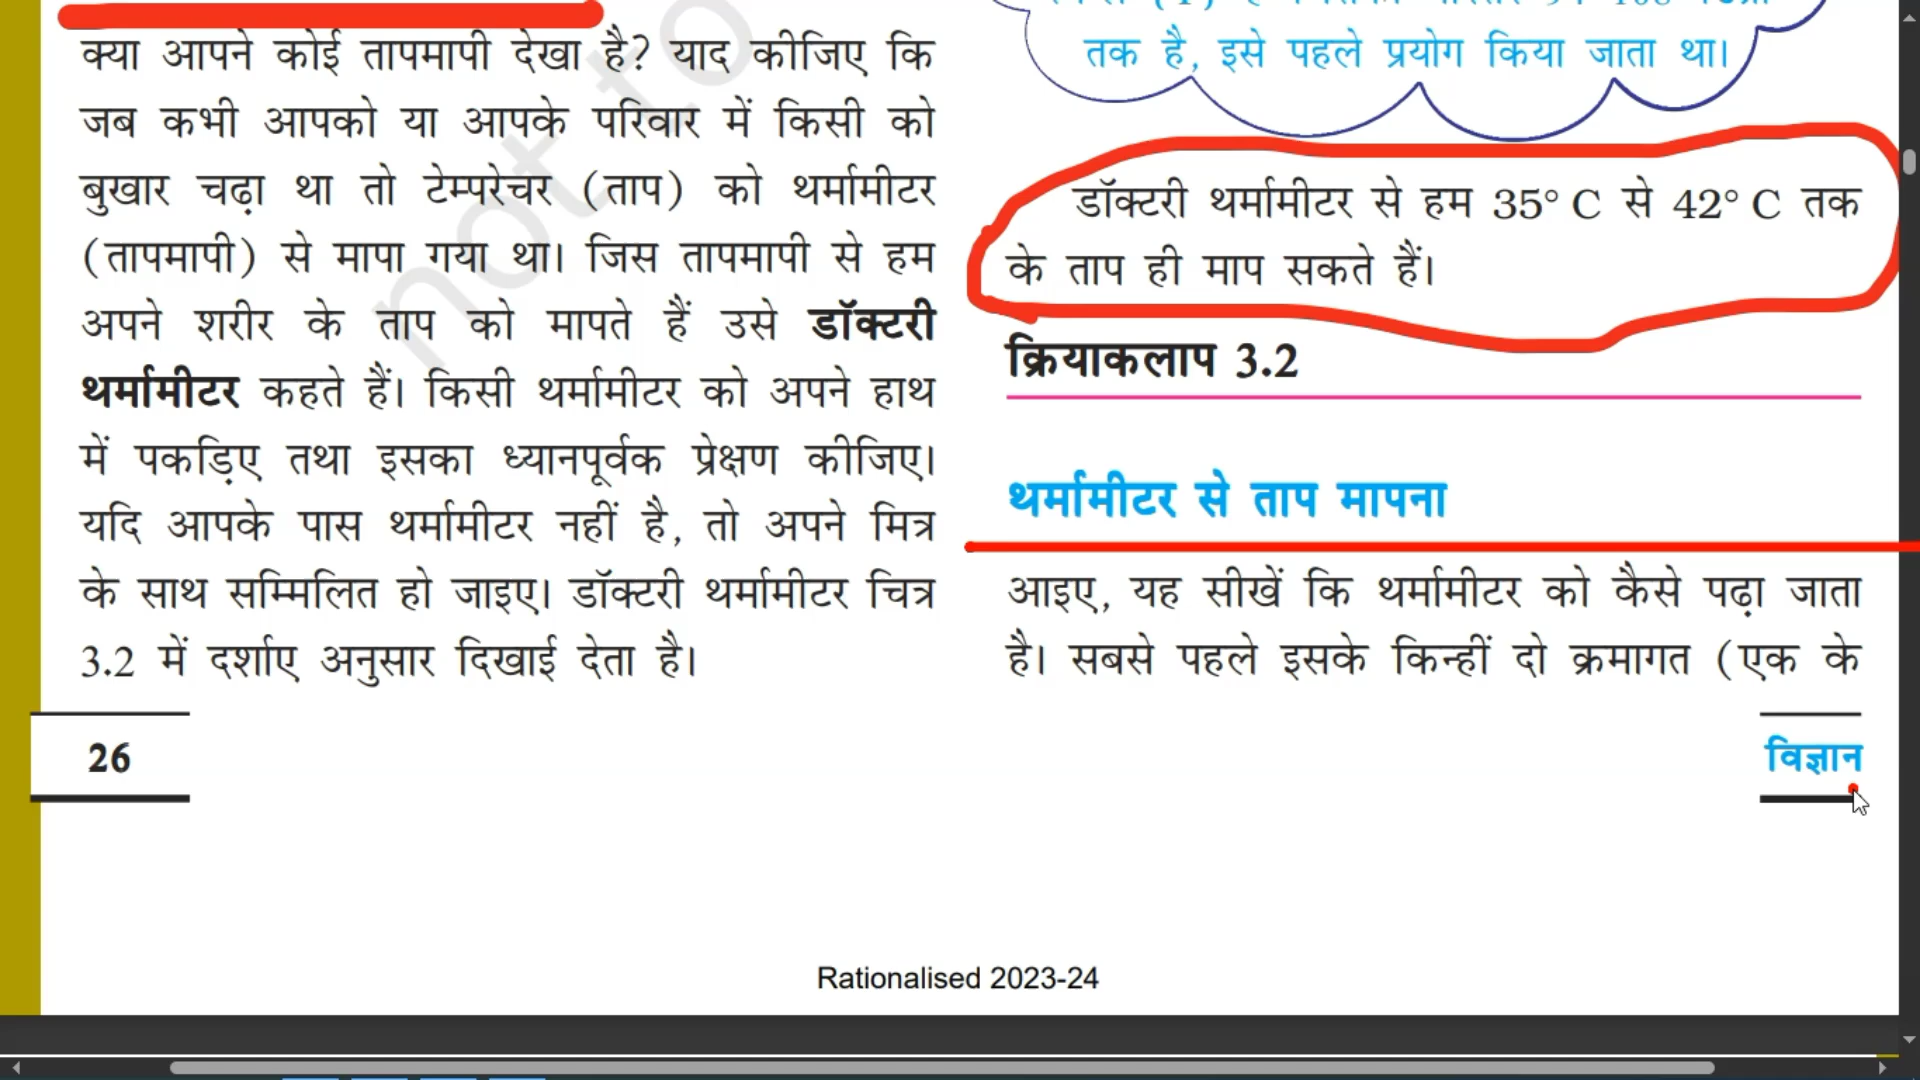 क्या आपने कोई तापमापी देखा है? याद कीजिए कि
जब कभी आपको या आपके परिवार में किसी को
बुखार चढ़ा था तो टेम्परेचर (ताप) को थर्मामीटर
(तापमापी) से मापा गया था। जिस तापमापी से हम
अपने शरीर के ताप को मापते हैं उसे डॉक्टरी
थर्मामीटर कहते हैं। किसी थर्मामीटर को अपने हाथ
में पकड़िए तथा इसका ध्यानपूर्वक प्रेक्षण कीजिए।
यदि आपके पास थर्मामीटर नहीं है, तो अपने मित्र
के साथ सम्मिलित हो जाइए। डॉक्टरी थर्मामीटर चित्र
3.2 में दर्शाए अनुसार दिखाई देता है।
not to
तक है, इसे पहले प्रयोग किया जाता था।
डॉक्टरी थर्मामीटर से हम 35° C से 42° C तक
के ताप ही माप सकते हैं।
क्रियाकलाप 3.2
थर्मामीटर से ताप मापना
आइए, यह सीखें कि थर्मामीटर को कैसे पढ़ा जाता
है। सबसे पहले इसके किन्हीं दो क्रमागत (एक के
26
विज्ञान
Rationalised 2023-24